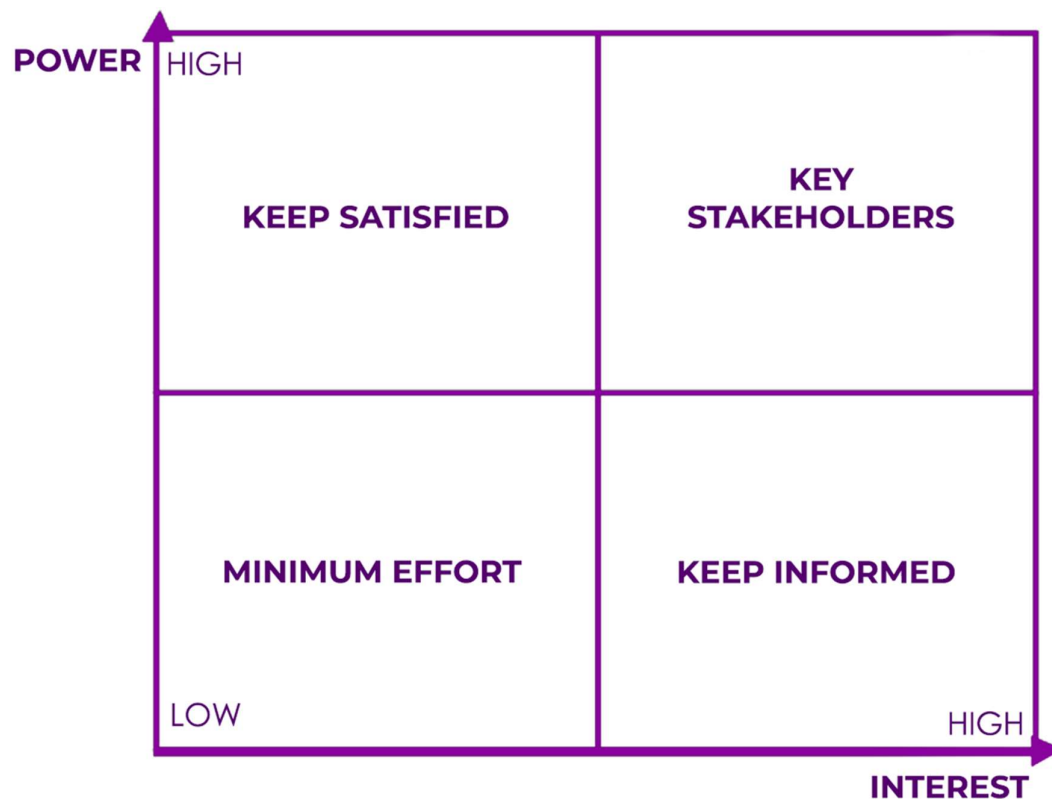 POWER
HIGH
KEEP SATISFIED
KEY
STAKEHOLDERS
MINIMUM EFFORT
KEEP INFORMED
LOW
HIGH
INTEREST